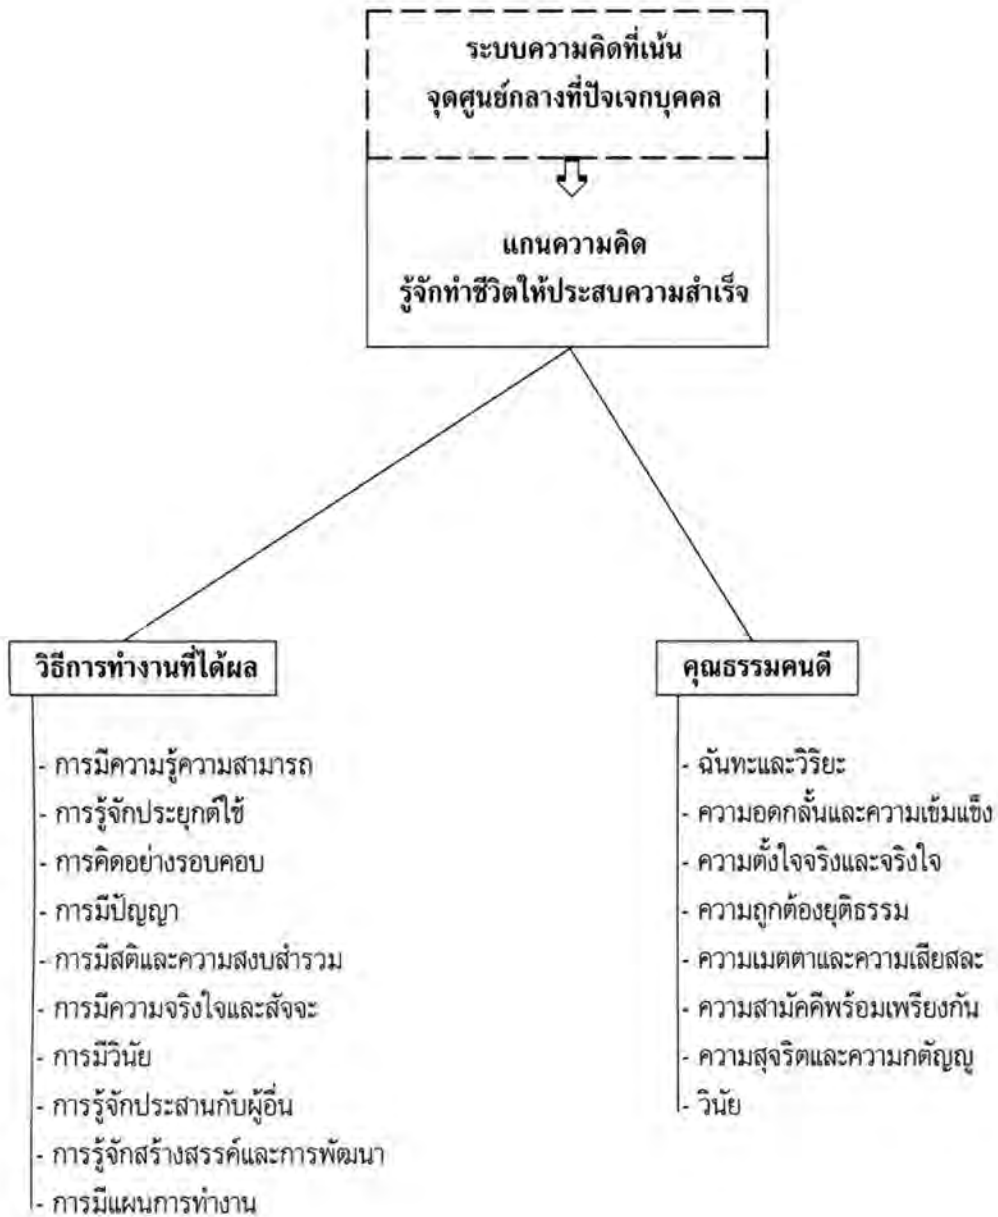 ระบบความคิดที่เน้น
จุดศูนย์กลางที่ปัจเจกบุคคล
แกนความคิด
รู้จักทำชีวิตให้ประสบความสำเร็จ
วิธีการทำงานที่ได้ผล
- การมีความรู้ความสามารถ
- การรู้จักประยุกต์ใช้
- การคิดอย่างรอบคอบ
- การมีปัญญา
- การมีสติและความสงบสำรวม
- การมีความจริงใจและสัจจะ
- การมีวินัย
- การรู้จักประสานกับผู้อื่น
- การรู้จักสร้างสรรค์และการพัฒนา
- การมีแผนการทำงาน
คุณธรรมคนดี
- ฉันทะและวิริยะ
- ความอดกลั้นและความเข้มแข็ง
- ความตั้งใจจริงและจริงใจ
- ความถูกต้องยุติธรรม
- ความเมตตาและความเสียสละ
- ความสามัคคีพร้อมเพรียงกัน
- ความสุจริตและความกตัญญู
- วินัย